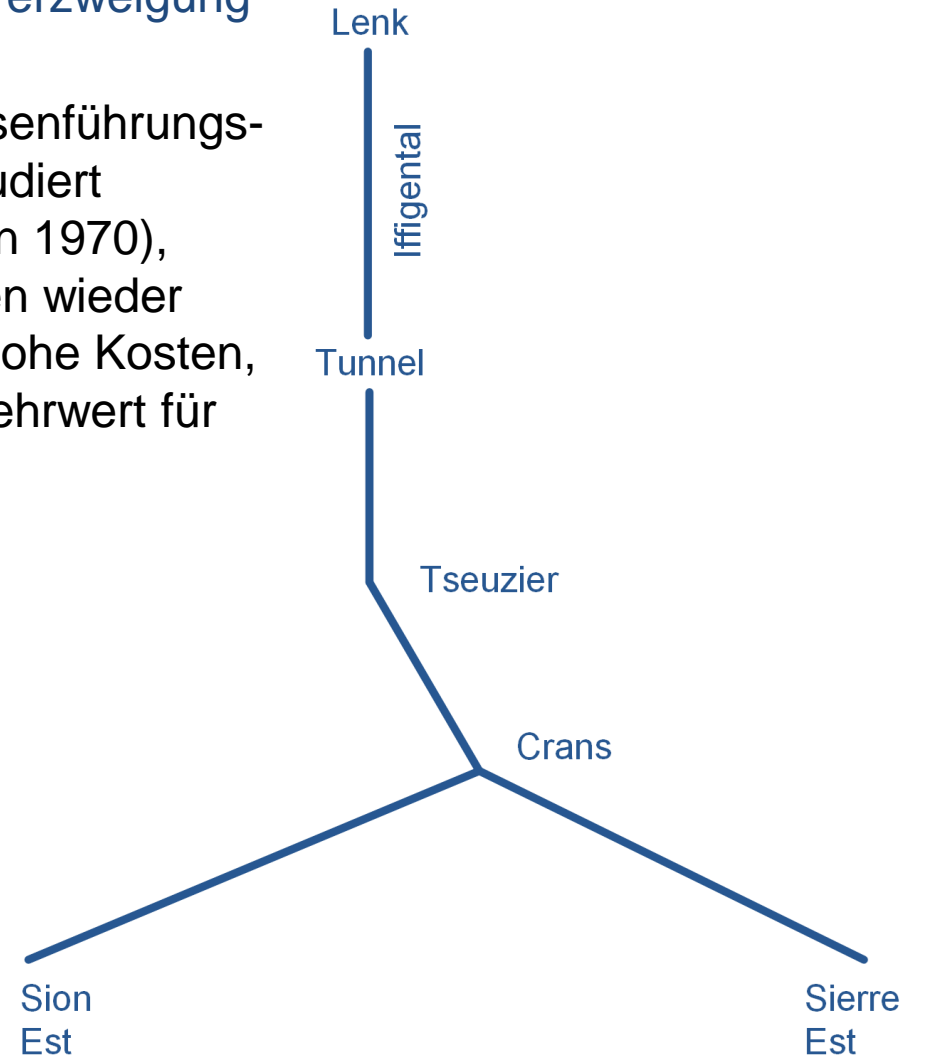 erzweigung
senführungs-
udiert
n 1970),
en wieder
ohe Kosten,
ehrwert für
Lenk
Iffigental
Tunnel
Tseuzier
Crans
Sion
Est
Sierre
Est